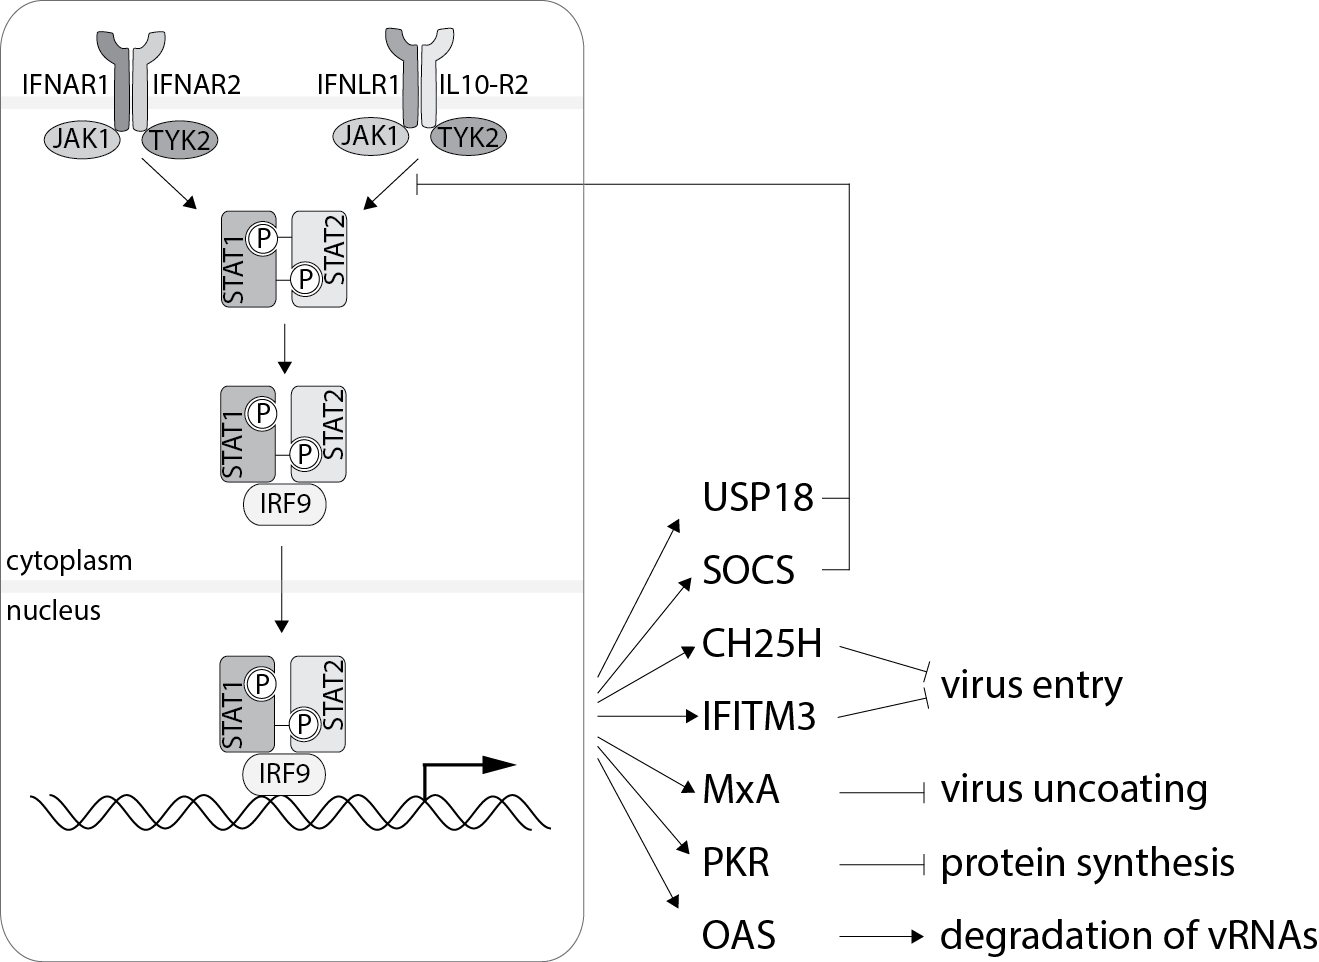 IFNAR1 IFNAR2 IFNLR1 IL10-R2
JAK1 TYK2 JAK1 TYK2
STAT1 P P STAT2
STAT1 P P STAT2
IRF9
cytoplasm
nucleus
STAT1 P P STAT2
IRF9
USP18
SOCS
CH25H
IFITM3
virus entry
MxA virus uncoating
PKR protein synthesis
OAS degradation of vRNAs